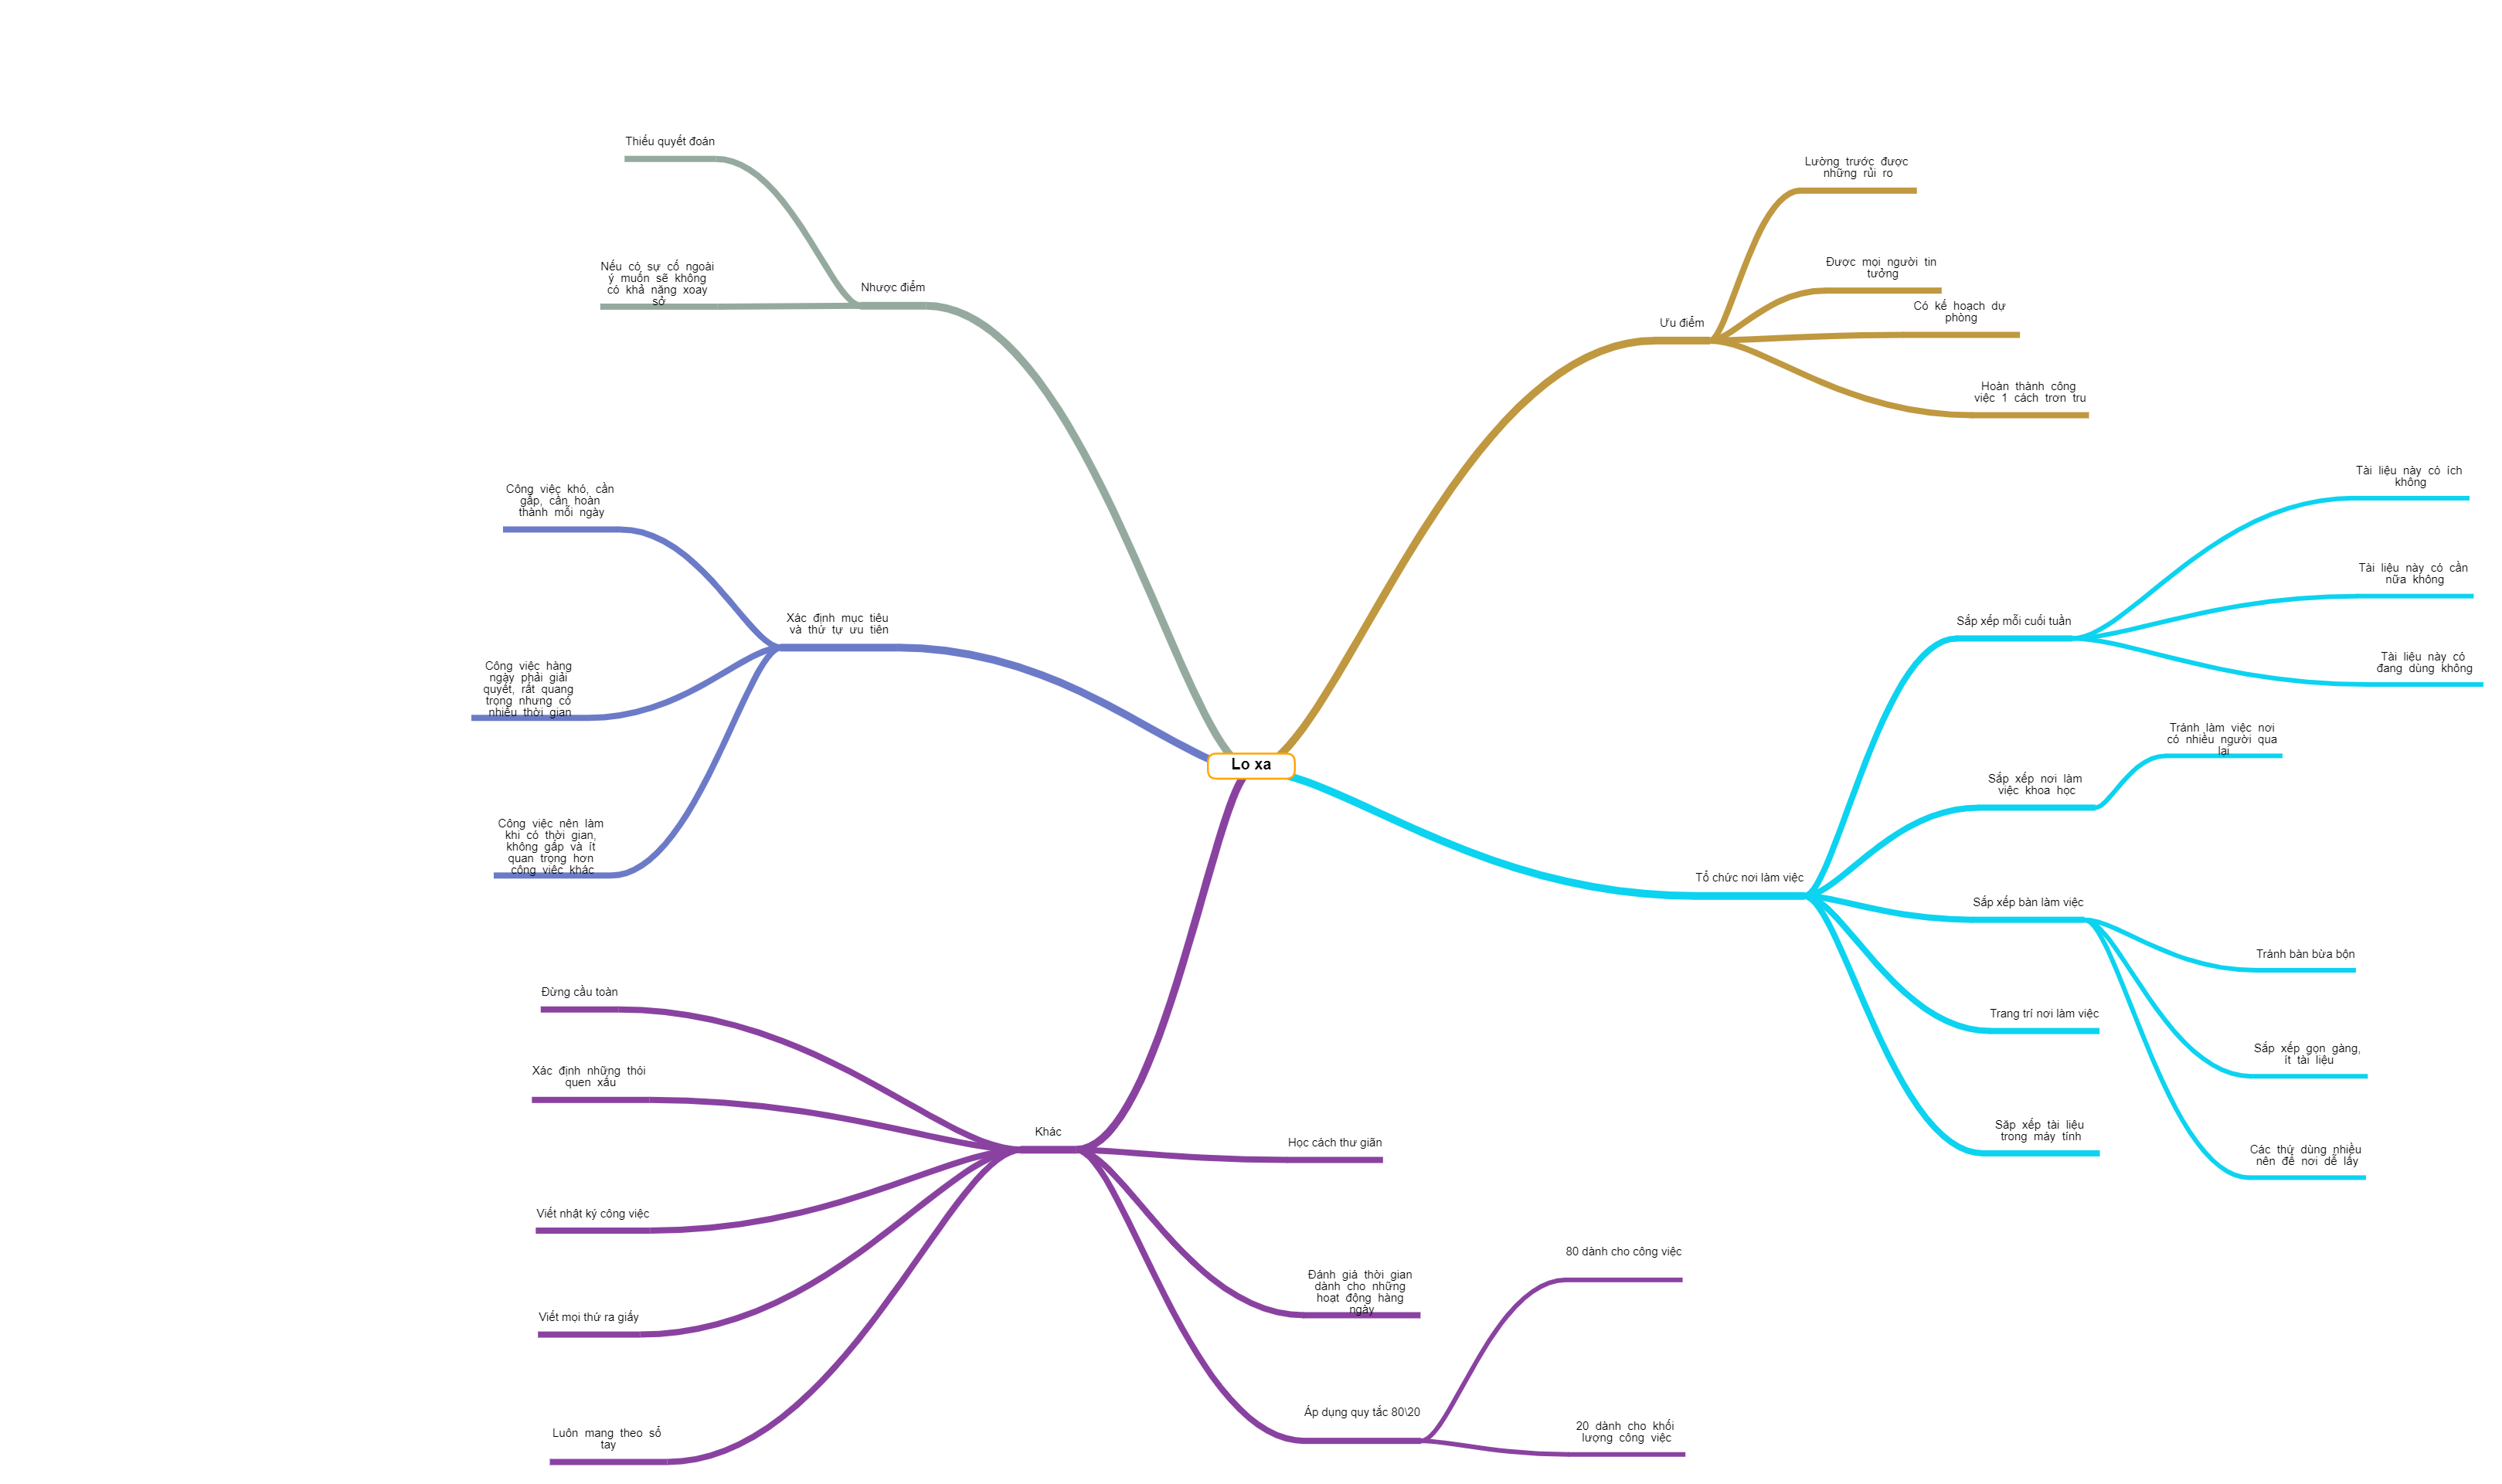 Lo xa
Nhược điểm
Thiếu quyết đoán
Nếu có sự cố ngoài
ý muốn sẽ không
có khả năng xoay
sở
Xác định mục tiêu
và thứ tự ưu tiên
Công việc khó, cần
gấp, cần hoàn
thành mỗi ngày
Công việc hàng
ngày phải giải
quyết, rất quang
trọng nhưng có
nhiều thời gian
Công việc nên làm
khi có thời gian,
không gấp và ít
quan trọng hơn
công việc khác
Khác
Đừng cầu toàn
Xác định những thói
quen xấu
Viết nhật ký công việc
Viết mọi thứ ra giấy
Luôn mang theo sổ
tay
Học cách thư giãn
Đánh giá thời gian
dành cho những
hoạt động hàng
ngày
Áp dụng quy tắc 80\20
80 dành cho công việc
20 dành cho khối
lượng công việc
Ưu điểm
Lường trước được
những rủi ro
Được mọi người tin
tưởng
Có kế hoạch dự
phòng
Hoàn thành công
việc 1 cách trơn tru
Tổ chức nơi làm việc
Sắp xếp mỗi cuối tuần
Tài liệu này có ích
không
Tài liệu này có cần
nữa không
Tài liệu này có
đang dùng không
Sắp xếp nơi làm
việc khoa học
Tránh làm việc nơi
có nhiều người qua
lại
Sắp xếp bàn làm việc
Tránh bàn bừa bộn
Sắp xếp gọn gàng,
ít tài liệu
Các thứ dùng nhiều
nên để nơi dễ lấy
Trang trí nơi làm việc
Săp xếp tài liệu
trong máy tính